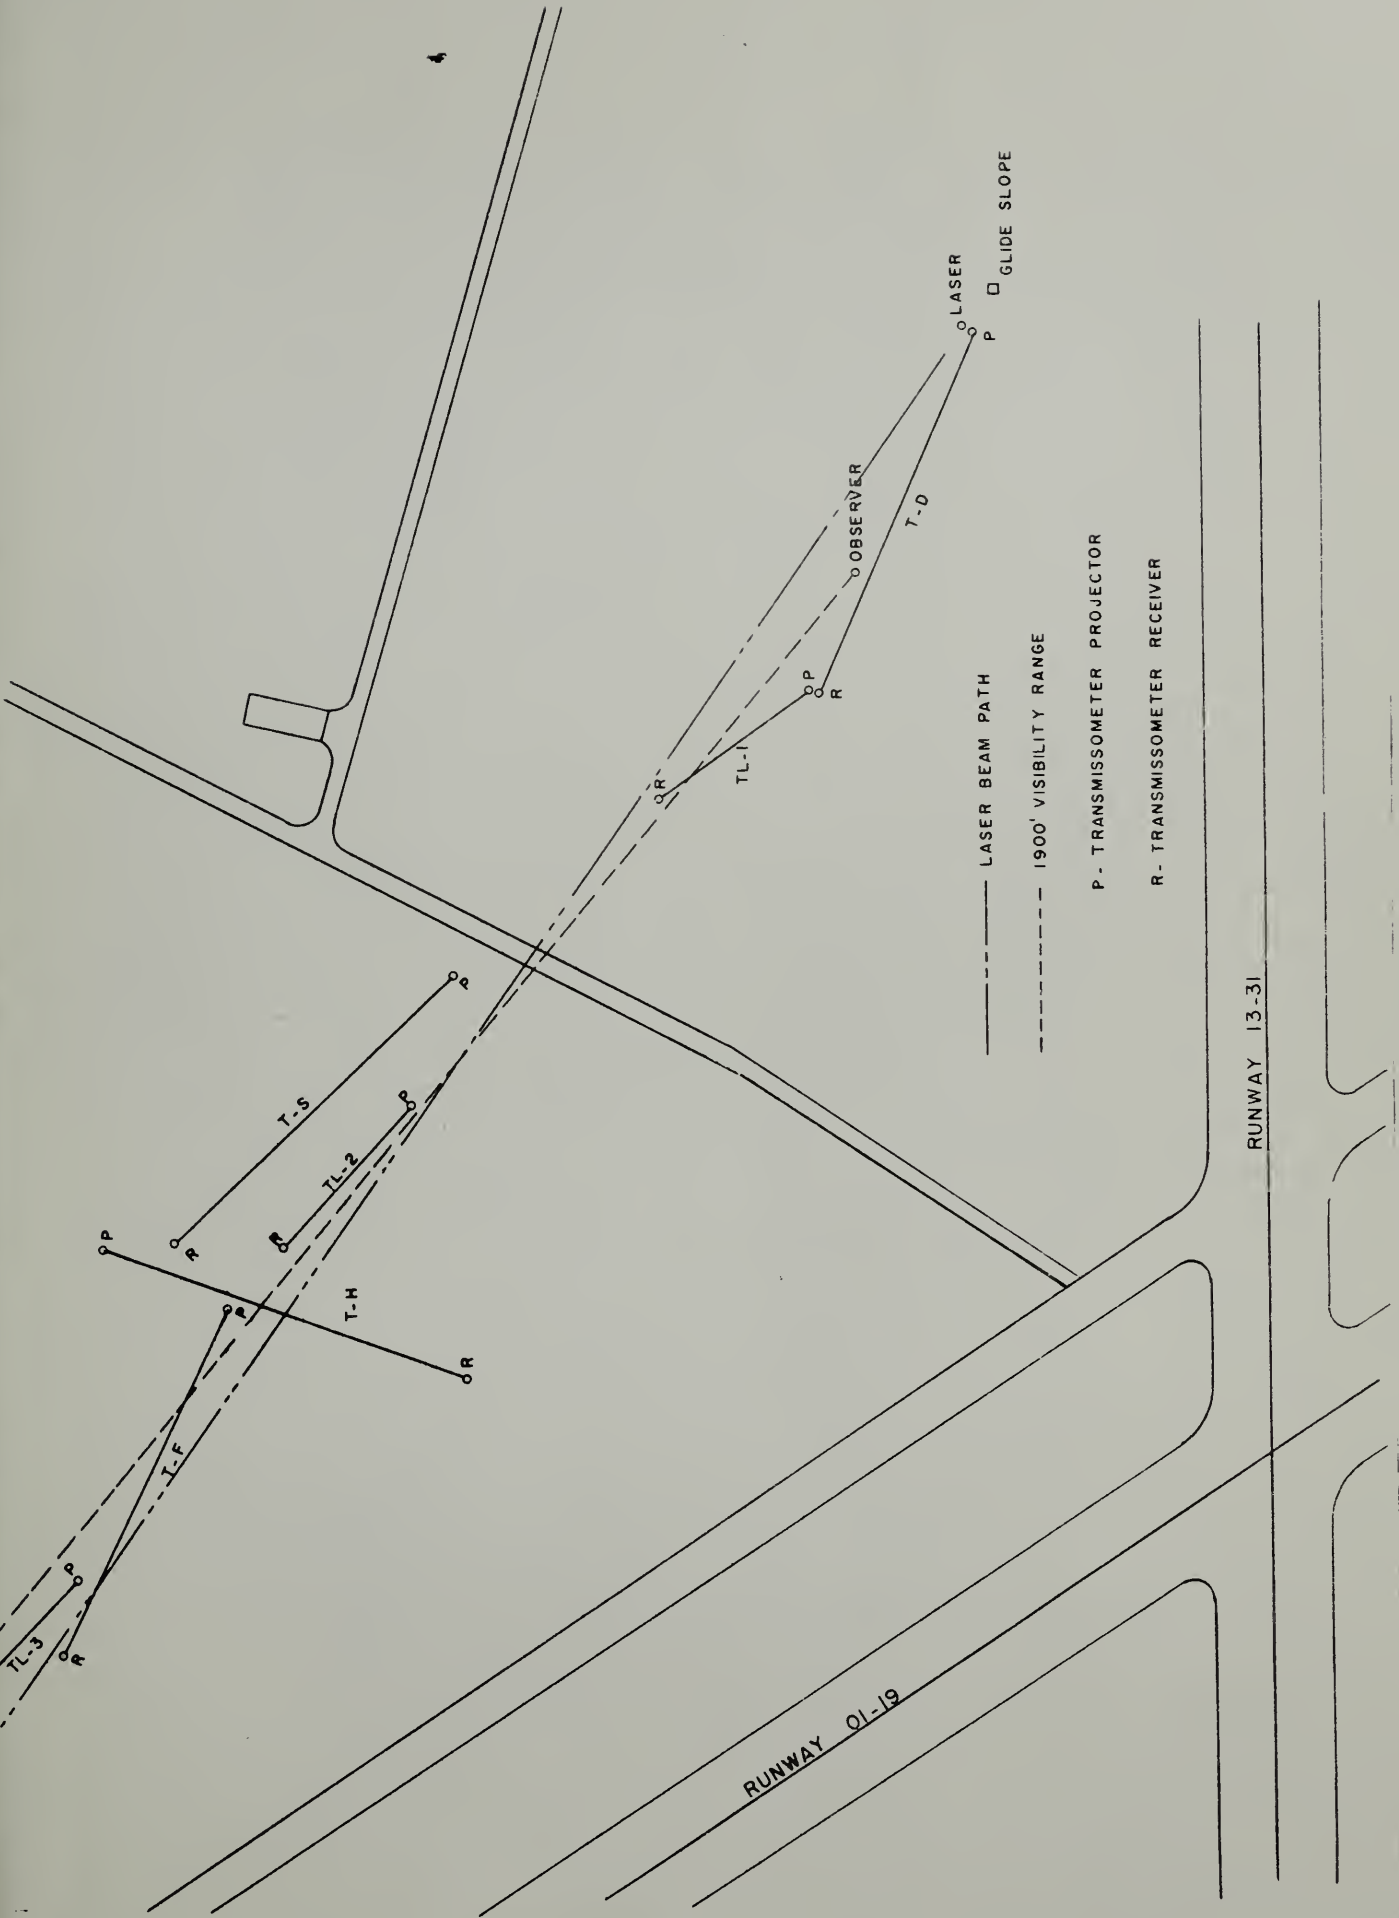 GLIDE SLOPE
LASER
P
OBSERVER
T-D
P
R
TL-1
R
LASER BEAM PATH
1900' VISIBILITY RANGE
P - TRANSMISSOMETER PROJECTOR
R - TRANSMISSOMETER RECEIVER
P
T-S
R
P
TL-2
R
P
T-H
R
P
T-F
R
P
TL-3
RUNWAY 13-31
RUNWAY 01-19